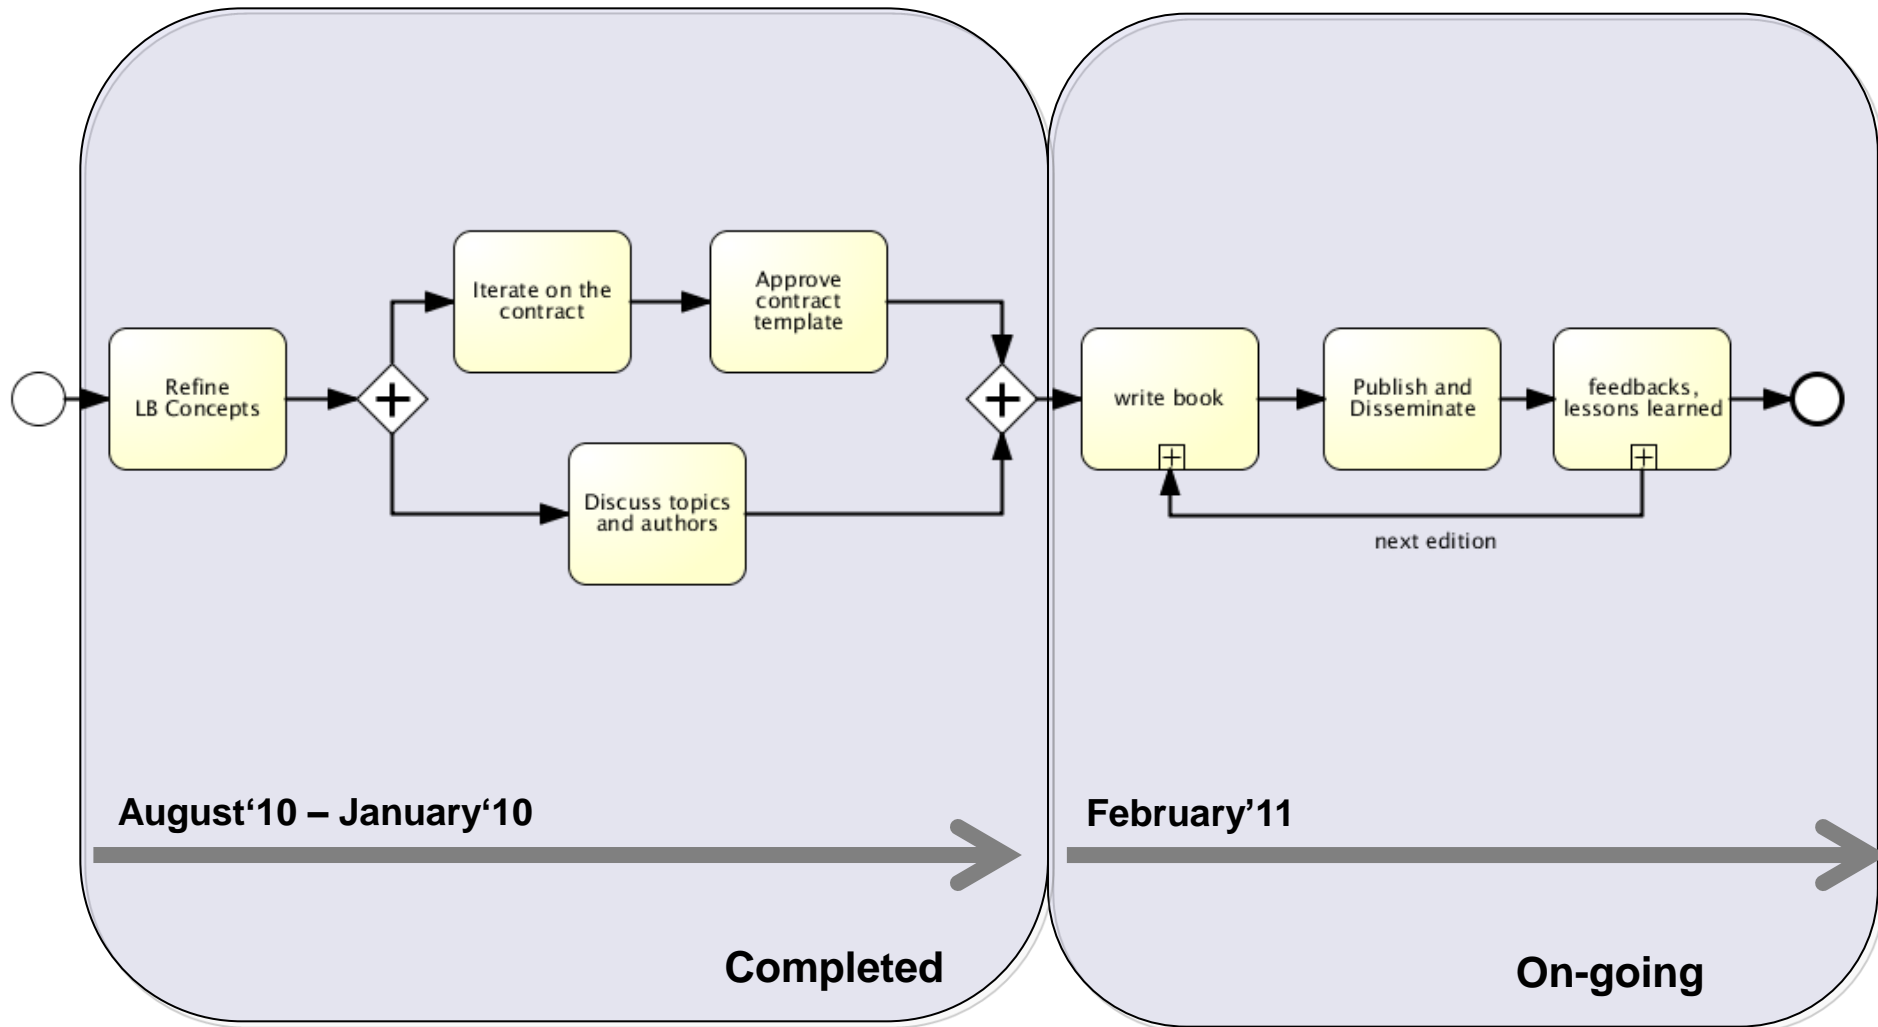 Refine
LB Concepts
Iterate on the
contract
Approve
contract
template
Discuss topics
and authors
write book
Publish and
Disseminate
feedbacks,
lessons learned
next edition
August‘10 – January‘10
February’11
Completed
On-going